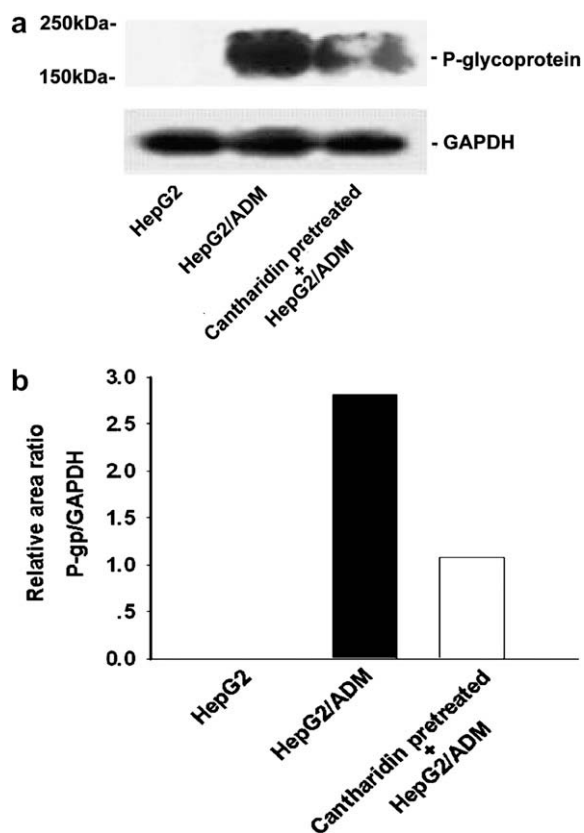 a
250kDa-
150kDa-
- P-glycoprotein
- GAPDH
HepG2
HepG2/ADM
Cantharidin pretreated
+
HepG2/ADM
b
Relative area ratio
P-gp/GAPDH
3.0
2.5
2.0
1.5
1.0
.5
0.0
HepG2
HepG2/ADM
Cantharidin pretreated
+
HepG2/ADM